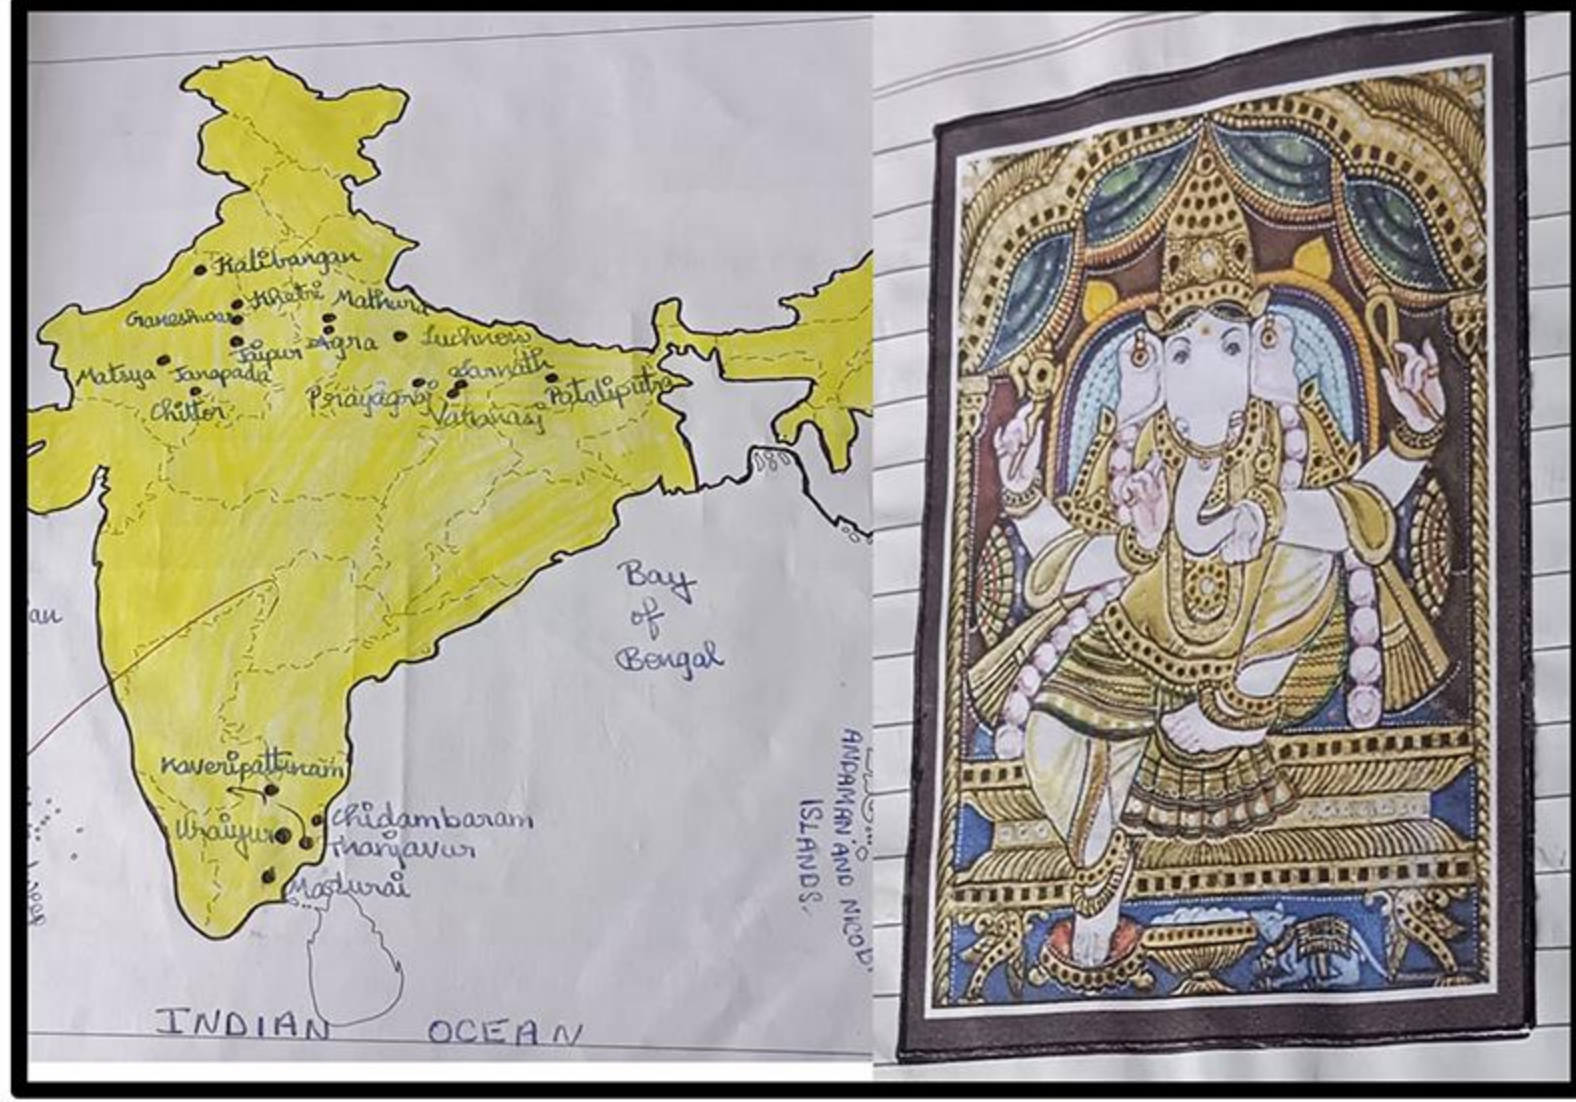 Kalibangan
Khetri Mathura
Ganeshwar
Jaipur Agra Lucknow
Matsya Janapada
Sarnath
Chittor Prayagraj Pataliputra
Varanasi
Bay
of
Bengal
Kaveripattinam
Chidambaram
Uraiyur Thanjavur
Madurai
ANDAMAN AND NICO
ISLANDS.
INDIAN OCEAN